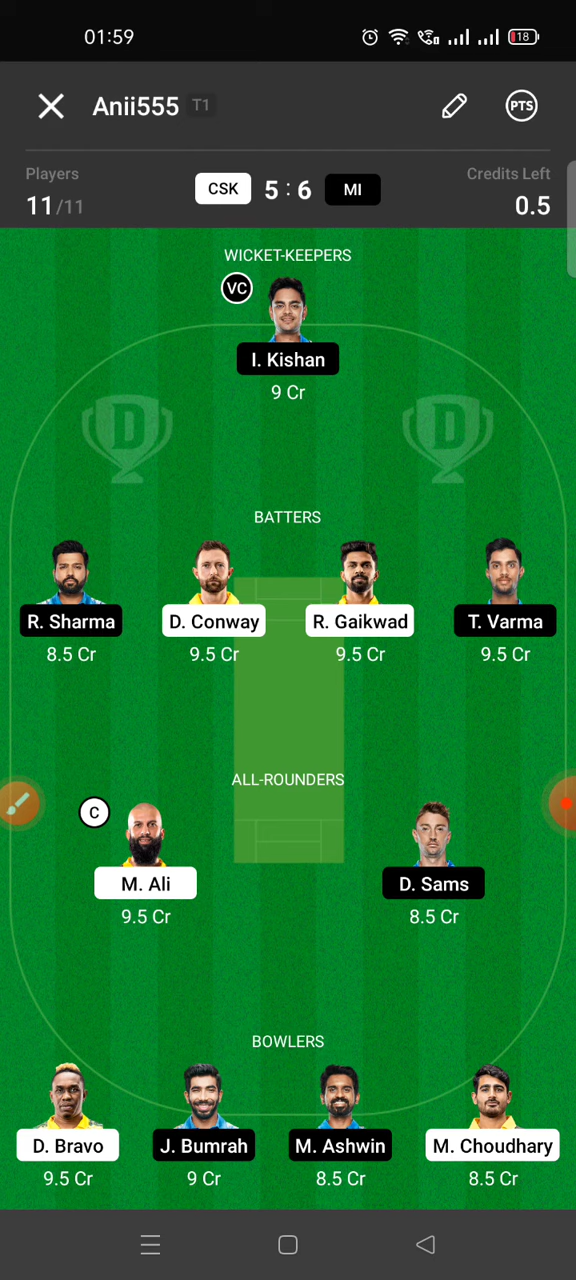 01:59
18
Anii555 T1
PTS
Players
Credits Left
11/11
CSK 5 : 6 MI
0.5
WICKET-KEEPERS
VC
I. Kishan
9 Cr
D D
BATTERS
R. Sharma D. Conway R. Gaikwad T. Varma
8.5 Cr 9.5 Cr 9.5 Cr 9.5 Cr
ALL-ROUNDERS
C
M. Ali D. Sams
9.5 Cr 8.5 Cr
BOWLERS
D. Bravo J. Bumrah M. Ashwin M. Choudhary
9.5 Cr 9 Cr 8.5 Cr 8.5 Cr